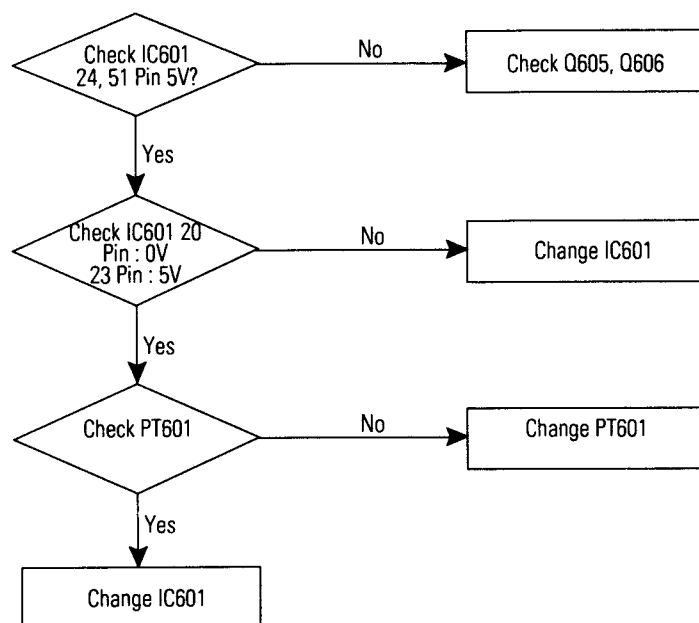 Check IC601
24, 51 Pin 5V?
No
Check Q605, Q606
Yes
Check IC601 20
Pin : 0V
23 Pin : 5V
No
Change IC601
Yes
Check PT601
No
Change PT601
Yes
Change IC601